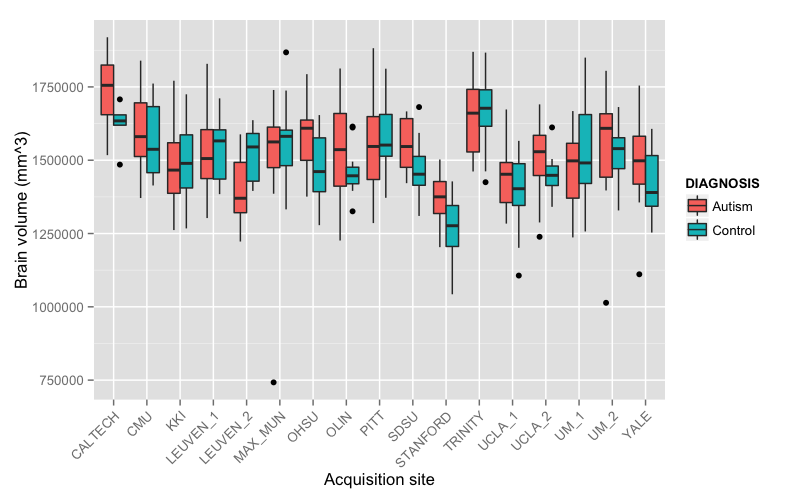 Brain volume (mm^3)
1750000
1500000
1250000
1000000
750000
CALTECH
CMU
KKI
LEUVEN_1
LEUVEN_2
MAX_MUN
OHSU
OLIN
PITT
SDSU
STANFORD
TRINITY
UCLA_1
UCLA_2
UM_1
UM_2
YALE
Acquisition site
DIAGNOSIS
Autism
Control